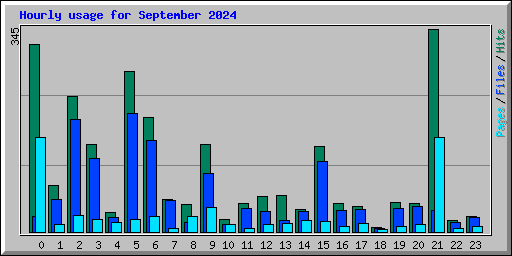 Hourly usage for September 2024
345
Pages / Files / Hits
0 1 2 3 4 5 6 7 8 9 10 11 12 13 14 15 16 17 18 19 20 21 22 23